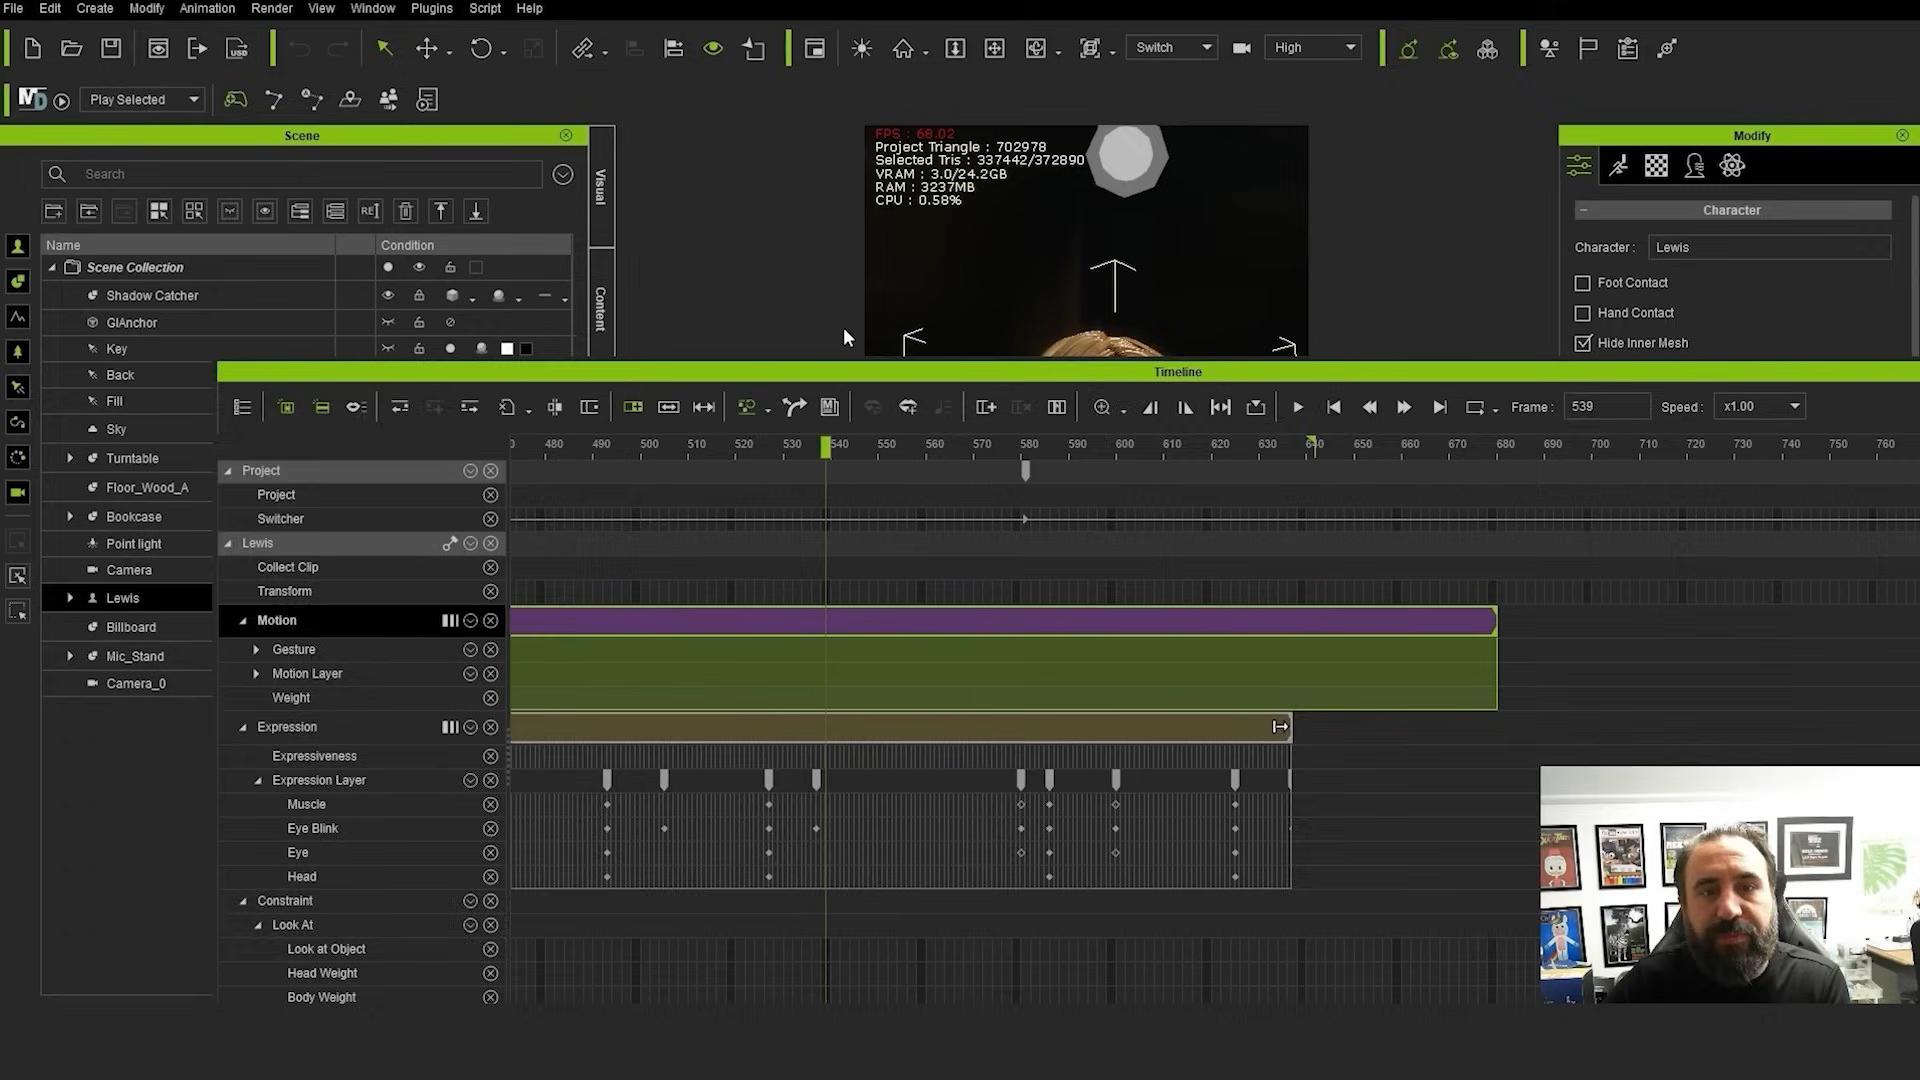 File Edit Create Modify Animation Render View Window Plugins Script Help
Switch High
Play Selected
Scene
Search
Name Condition
Scene Collection
Shadow Catcher
GIAnchor
Key
Back
Fill
Sky
Turntable
Floor_Wood_A
Bookcase
Point light
Camera
Lewis
Billboard
Mic_Stand
Camera_0
Visual
Content
FPS : 68.02
Project Triangle : 702978
Selected Tris : 337442/372890
VRAM : 3.0/24.2GB
RAM : 3237MB
CPU : 0.58%
Modify
Character
Character : Lewis
Foot Contact
Hand Contact
Hide Inner Mesh
Timeline
Frame : 539 Speed : x1.00
0 480 490 500 510 520 530 540 550 560 570 580 590 600 610 620 630 640 650 660 670 680 690 700 710 720 730 740 750 760
Project
Project
Switcher
Lewis
Collect Clip
Transform
Motion
Gesture
Motion Layer
Weight
Expression
Expressiveness
Expression Layer
Muscle
Eye Blink
Eye
Head
Constraint
Look At
Look at Object
Head Weight
Body Weight